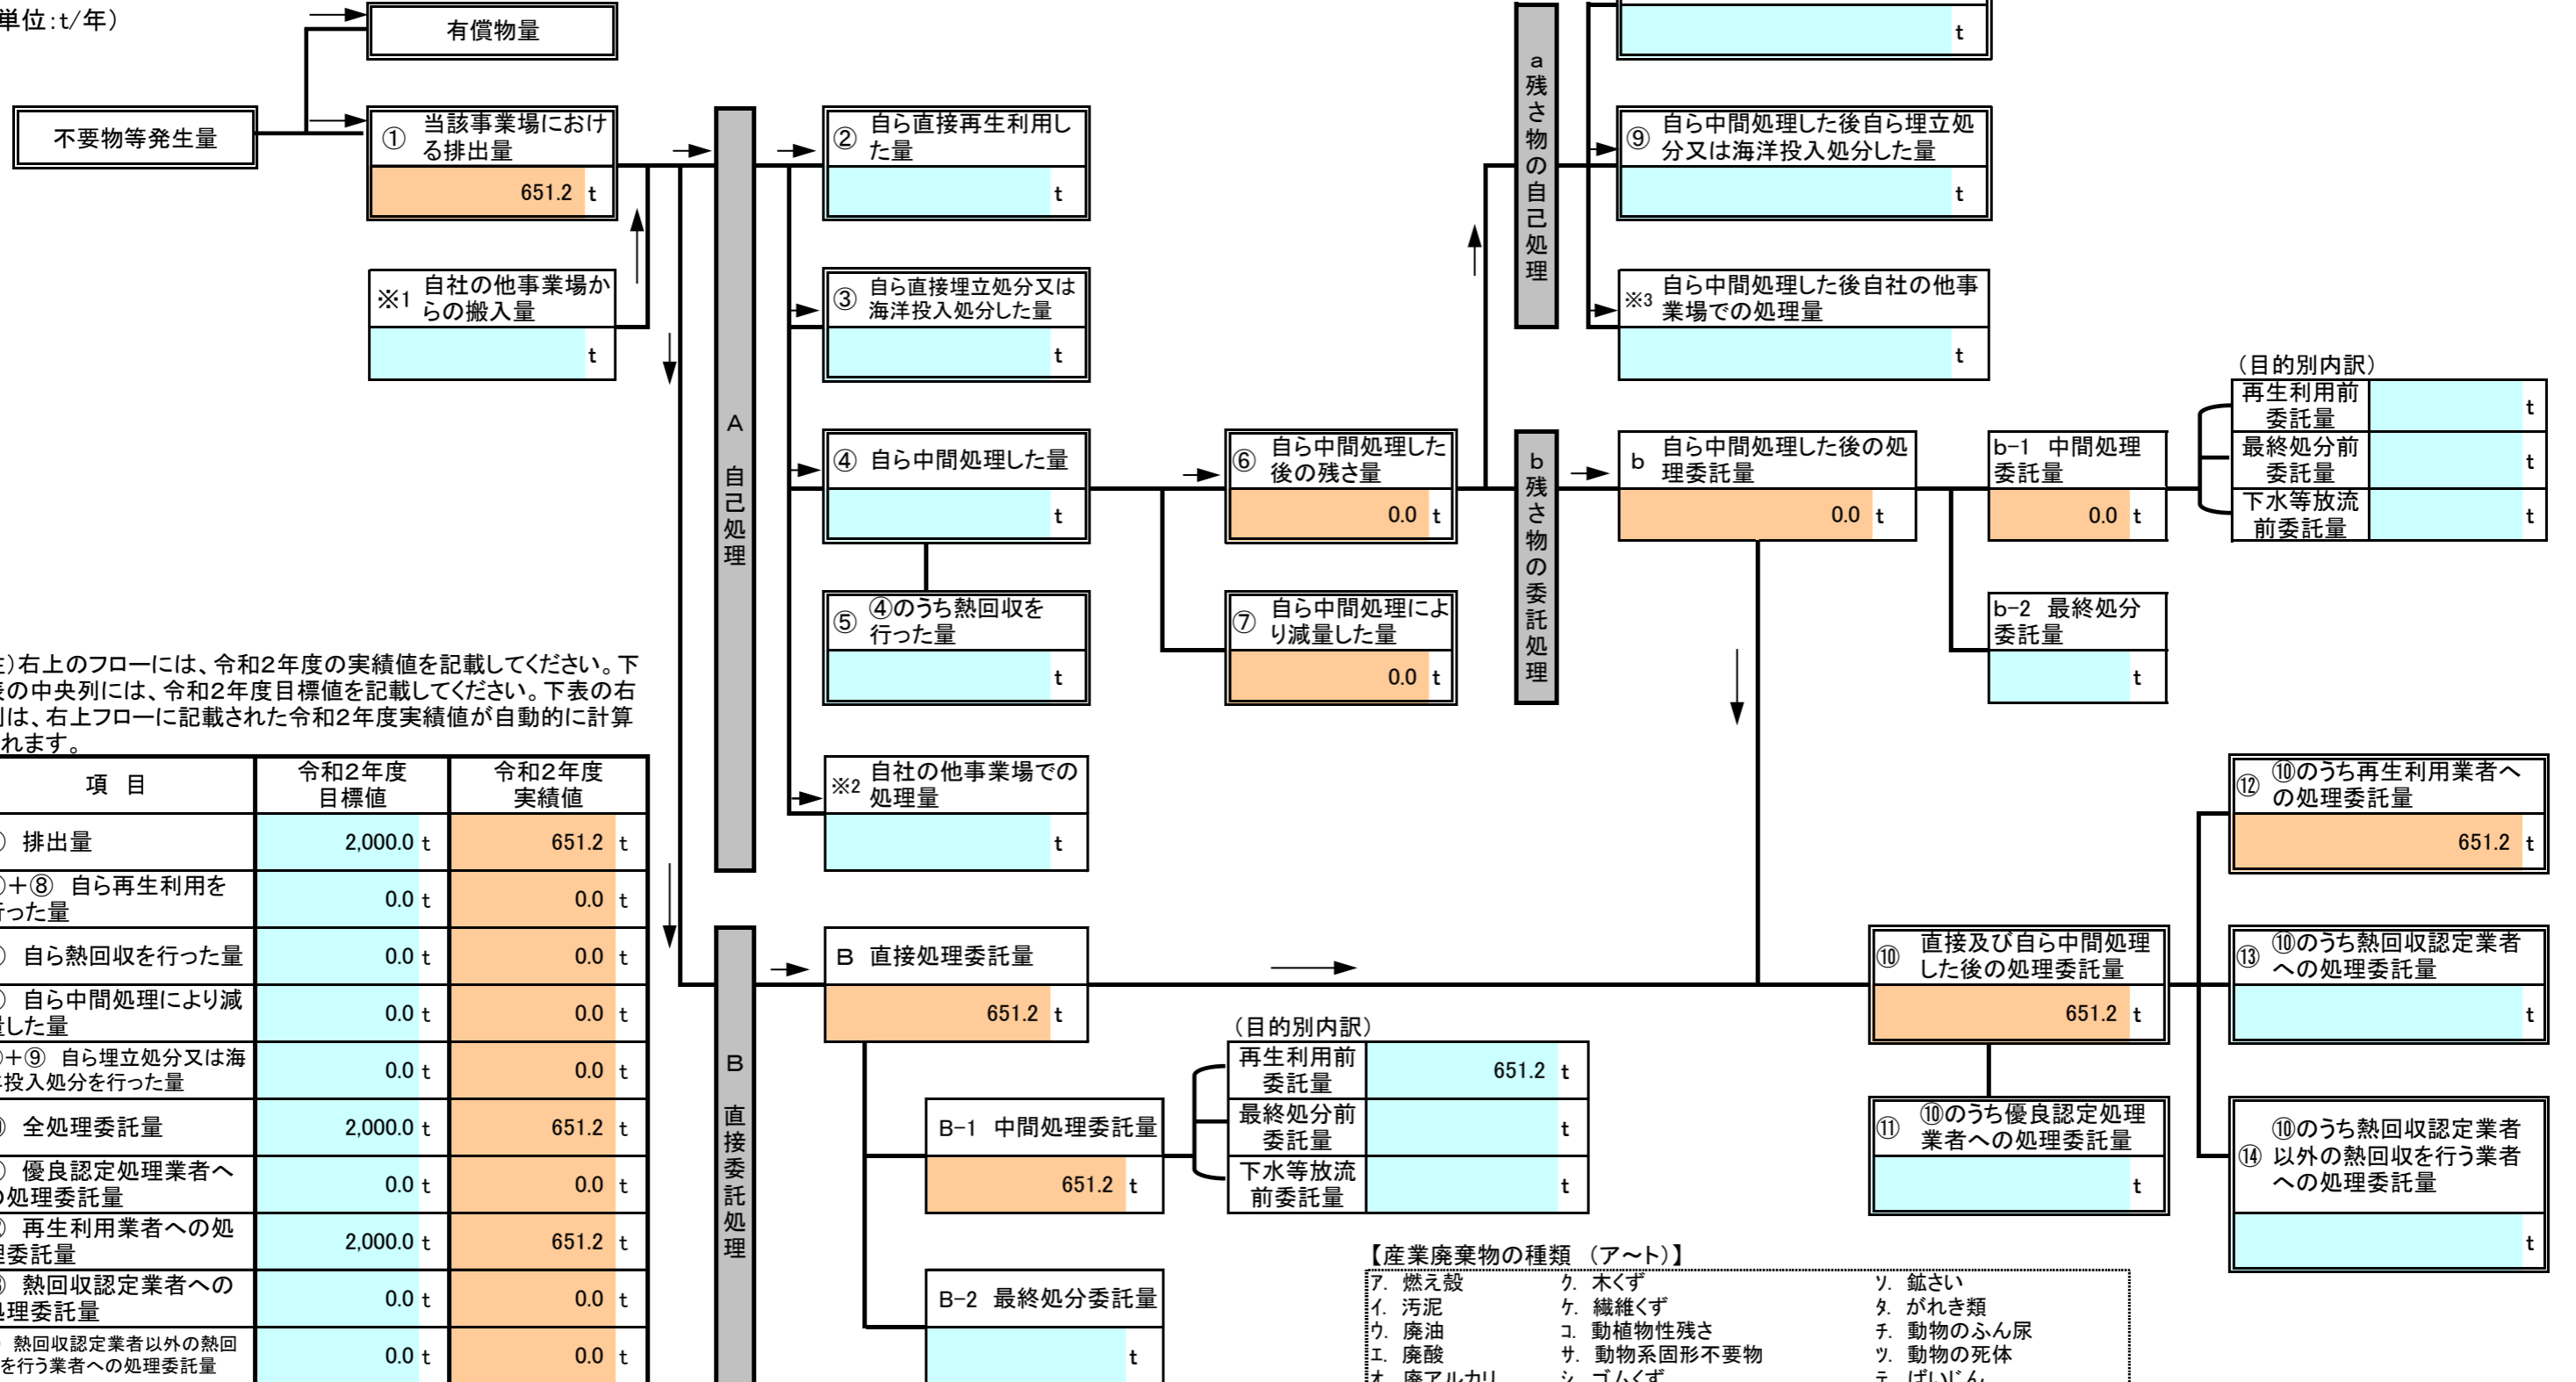 単位:t/年)
有償物量
不要物等発生量
① 当該事業場におけ
る排出量
651.2 t
※1 自社の他事業場か
らの搬入量
t
A 自己処理
② 自ら直接再生利用し
た量
t
③ 自ら直接埋立処分又は
海洋投入処分した量
t
④ 自ら中間処理した量
t
⑤ ④のうち熱回収を
行った量
t
※2 自社の他事業場での
処理量
t
⑥ 自ら中間処理した
後の残さ量
0.0 t
⑦ 自ら中間処理によ
り減量した量
0.0 t
a残さ物の自己処理
t
⑨ 自ら中間処理した後自ら埋立処
分又は海洋投入処分した量
t
※3 自ら中間処理した後自社の他事
業場での処理量
t
b残さ物の委託処理
b 自ら中間処理した後の処
理委託量
0.0 t
b-1 中間処理
委託量
0.0 t
(目的別内訳)
再生利用前
委託量 t
最終処分前
委託量 t
下水等放流
前委託量 t
b-2 最終処分
委託量
t
)右上のフローには、令和2年度の実績値を記載してください。下
表の中央列には、令和2年度目標値を記載してください。下表の右
列は、右上フローに記載された令和2年度実績値が自動的に計算
れます。
項 目 令和2年度
目標値 令和2年度
実績値
排出量 2,000.0 t 651.2 t
+⑧ 自ら再生利用を
行った量 0.0 t 0.0 t
自ら熱回収を行った量 0.0 t 0.0 t
自ら中間処理により減
量した量 0.0 t 0.0 t
+⑨ 自ら埋立処分又は海
洋投入処分を行った量 0.0 t 0.0 t
全処理委託量 2,000.0 t 651.2 t
優良認定処理業者へ
の処理委託量 0.0 t 0.0 t
再生利用業者への処
理委託量 2,000.0 t 651.2 t
熱回収認定業者への
処理委託量 0.0 t 0.0 t
熱回収認定業者以外の熱回
を行う業者への処理委託量 0.0 t 0.0 t
B 直接委託処理
B 直接処理委託量
651.2 t
B-1 中間処理委託量
651.2 t
(目的別内訳)
再生利用前
委託量 651.2 t
最終処分前
委託量 t
下水等放流
前委託量 t
B-2 最終処分委託量
t
⑩ 直接及び自ら中間処理
した後の処理委託量
651.2 t
⑪ ⑩のうち優良認定処理
業者への処理委託量
t
⑫ ⑩のうち再生利用業者へ
の処理委託量
651.2 t
⑬ ⑩のうち熱回収認定業者
への処理委託量
t
⑭ ⑩のうち熱回収認定業者
以外の熱回収を行う業者
への処理委託量
t
【産業廃棄物の種類 (ア~ト)】
ア. 燃え殻 ク. 木くず ソ. 鉱さい
イ. 汚泥 ケ. 繊維くず タ. がれき類
ウ. 廃油 コ. 動植物性残さ チ. 動物のふん尿
エ. 廃酸 サ. 動物系固形不要物 ツ. 動物の死体
オ. 廃アルカリ シ. ゴムくず テ. ばいじん